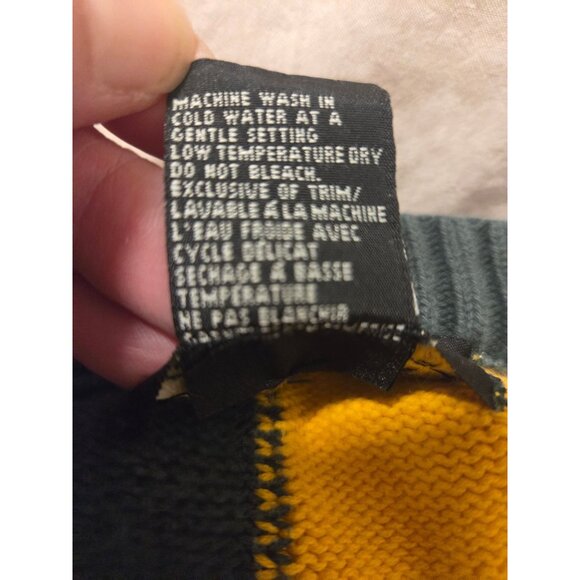 MACHINE WASH IN
COLD WATER AT A
GENTLE SETTING
LOW TEMPERATURE DRY
DO NOT BLEACH.
EXCLUSIVE OF TRIM/
LAVABLE Á LA MACHINE
L'EAU FROIDE AVEC
CYCLE DÉLICAT
SECHAGE Á BASSE
TEMPÉRATURE
NE PAS BLANCHIR